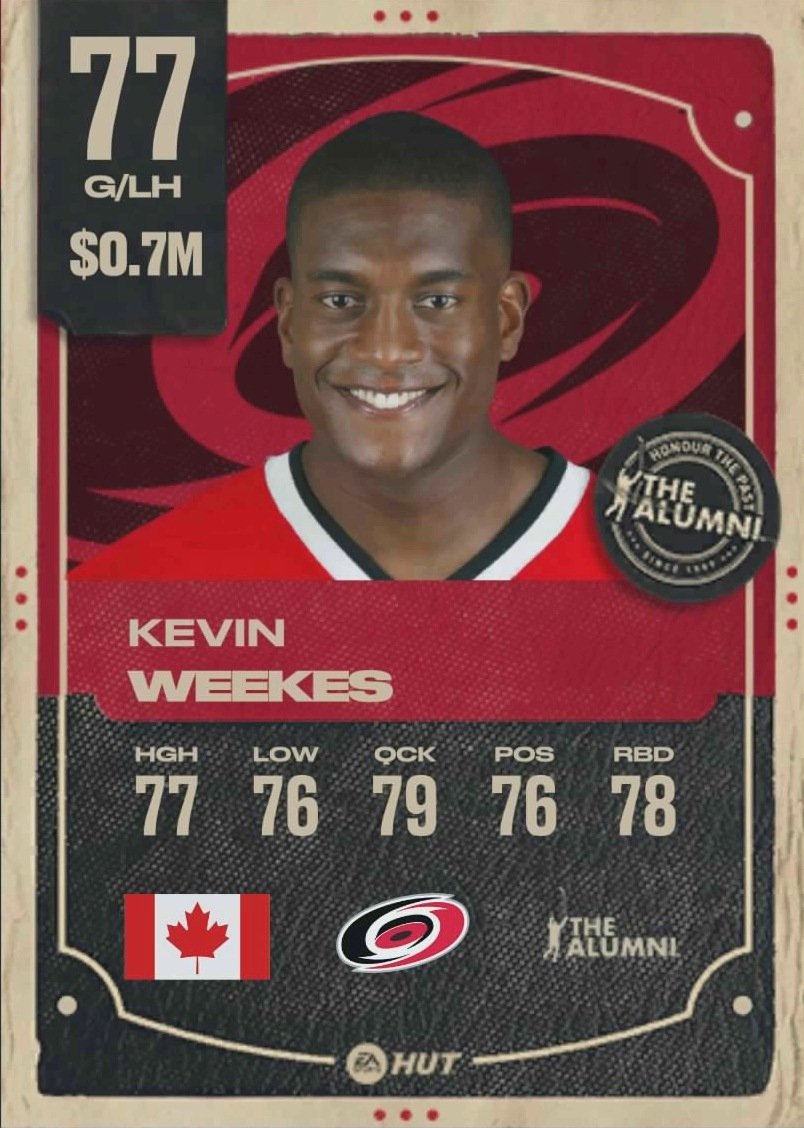 77
G/LH
$0.7M
HONOUR THE PAST
THE
ALUMNI
KEVIN
WEEKES
HGH LOW QCK POS RBD
77 76 79 76 78
THE
ALUMNI
EA
HUT